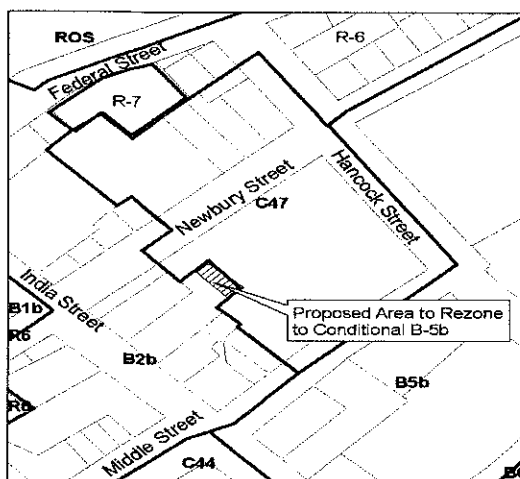 ROS
R-6
Federal Street
R-7
Hancock Street
Newbury Street
C47
India Street
B1b
R6
Proposed Area to Rezone
to Conditional B-5b
B2b
B5b
Middle Street
C44